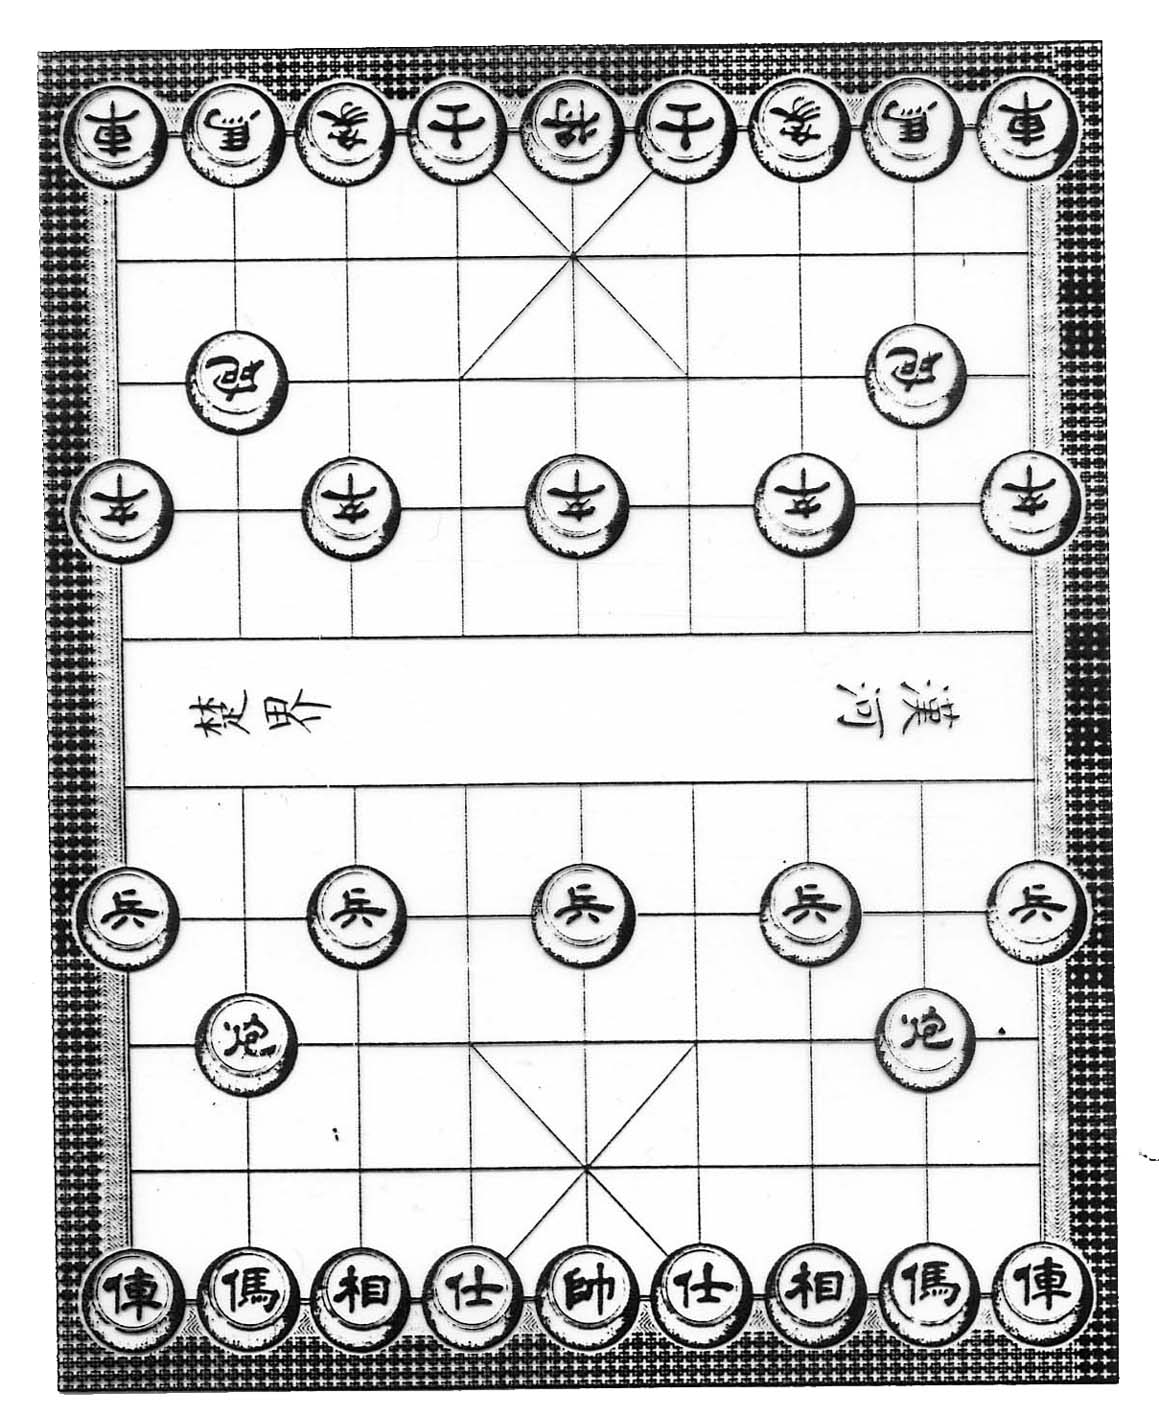 車 馬 象 士 將 士 象 馬 車
砲 砲
卒 卒 卒 卒 卒
楚界 漢河
兵 兵 兵 兵 兵
炮 炮
俥 傌 相 仕 帥 仕 相 傌 俥